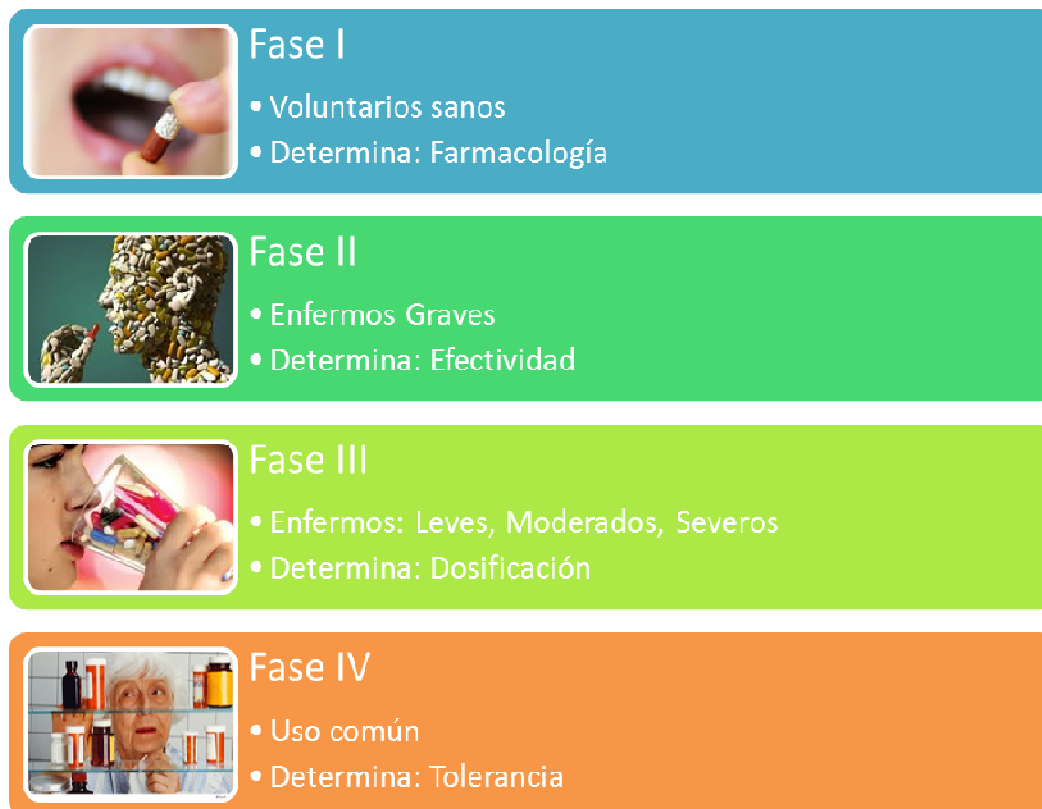 Fase I
• Voluntarios sanos
• Determina: Farmacología
Fase II
• Enfermos Graves
• Determina: Efectividad
Fase III
• Enfermos: Leves, Moderados, Severos
• Determina: Dosificación
Fase IV
• Uso común
• Determina: Tolerancia